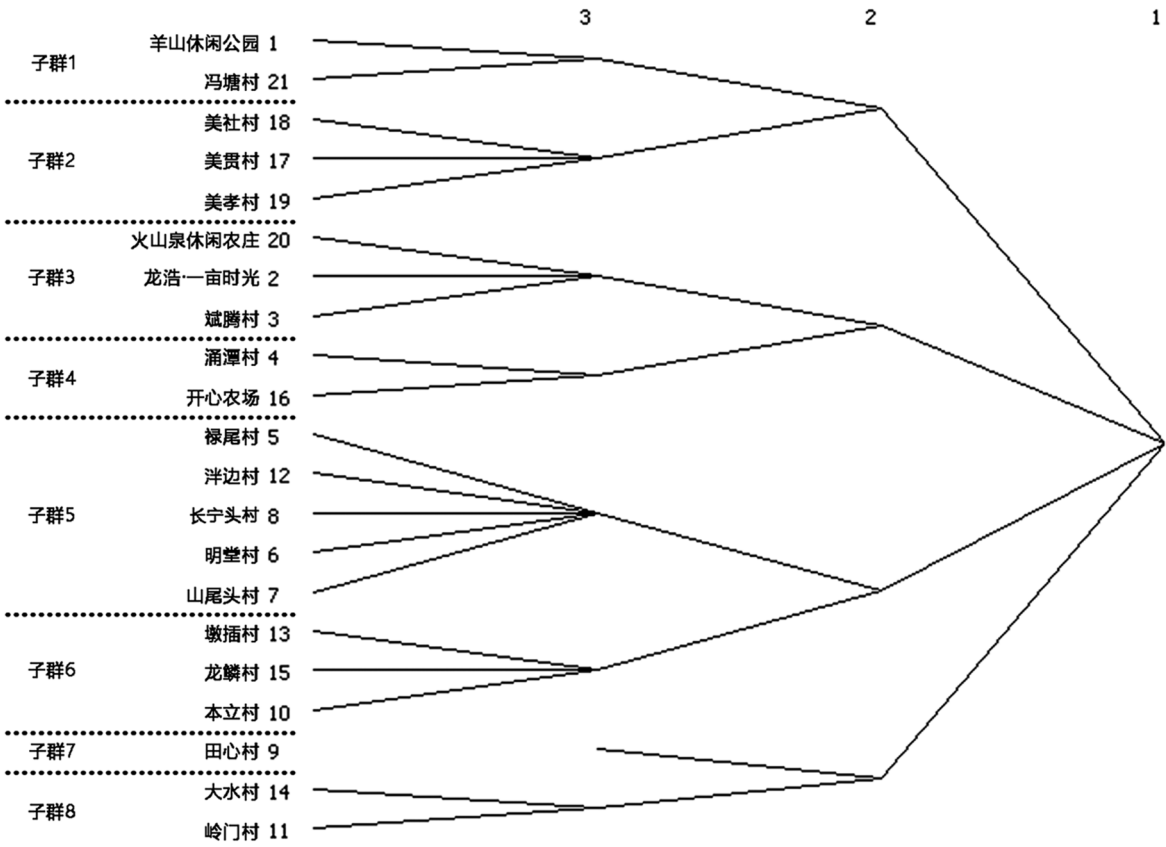 3 2 1
羊山休闲公园 1
子群1
冯塘村 21
美社村 18
子群2 美贯村 17
美孝村 19
火山泉休闲农庄 20
子群3 龙浩·一亩时光 2
斌腾村 3
涌潭村 4
子群4
开心农场 16
禄尾村 5
泮边村 12
子群5 长宁头村 8
明堂村 6
山尾头村 7
墩插村 13
子群6 龙鳞村 15
本立村 10
子群7 田心村 9
大水村 14
子群8
岭门村 11